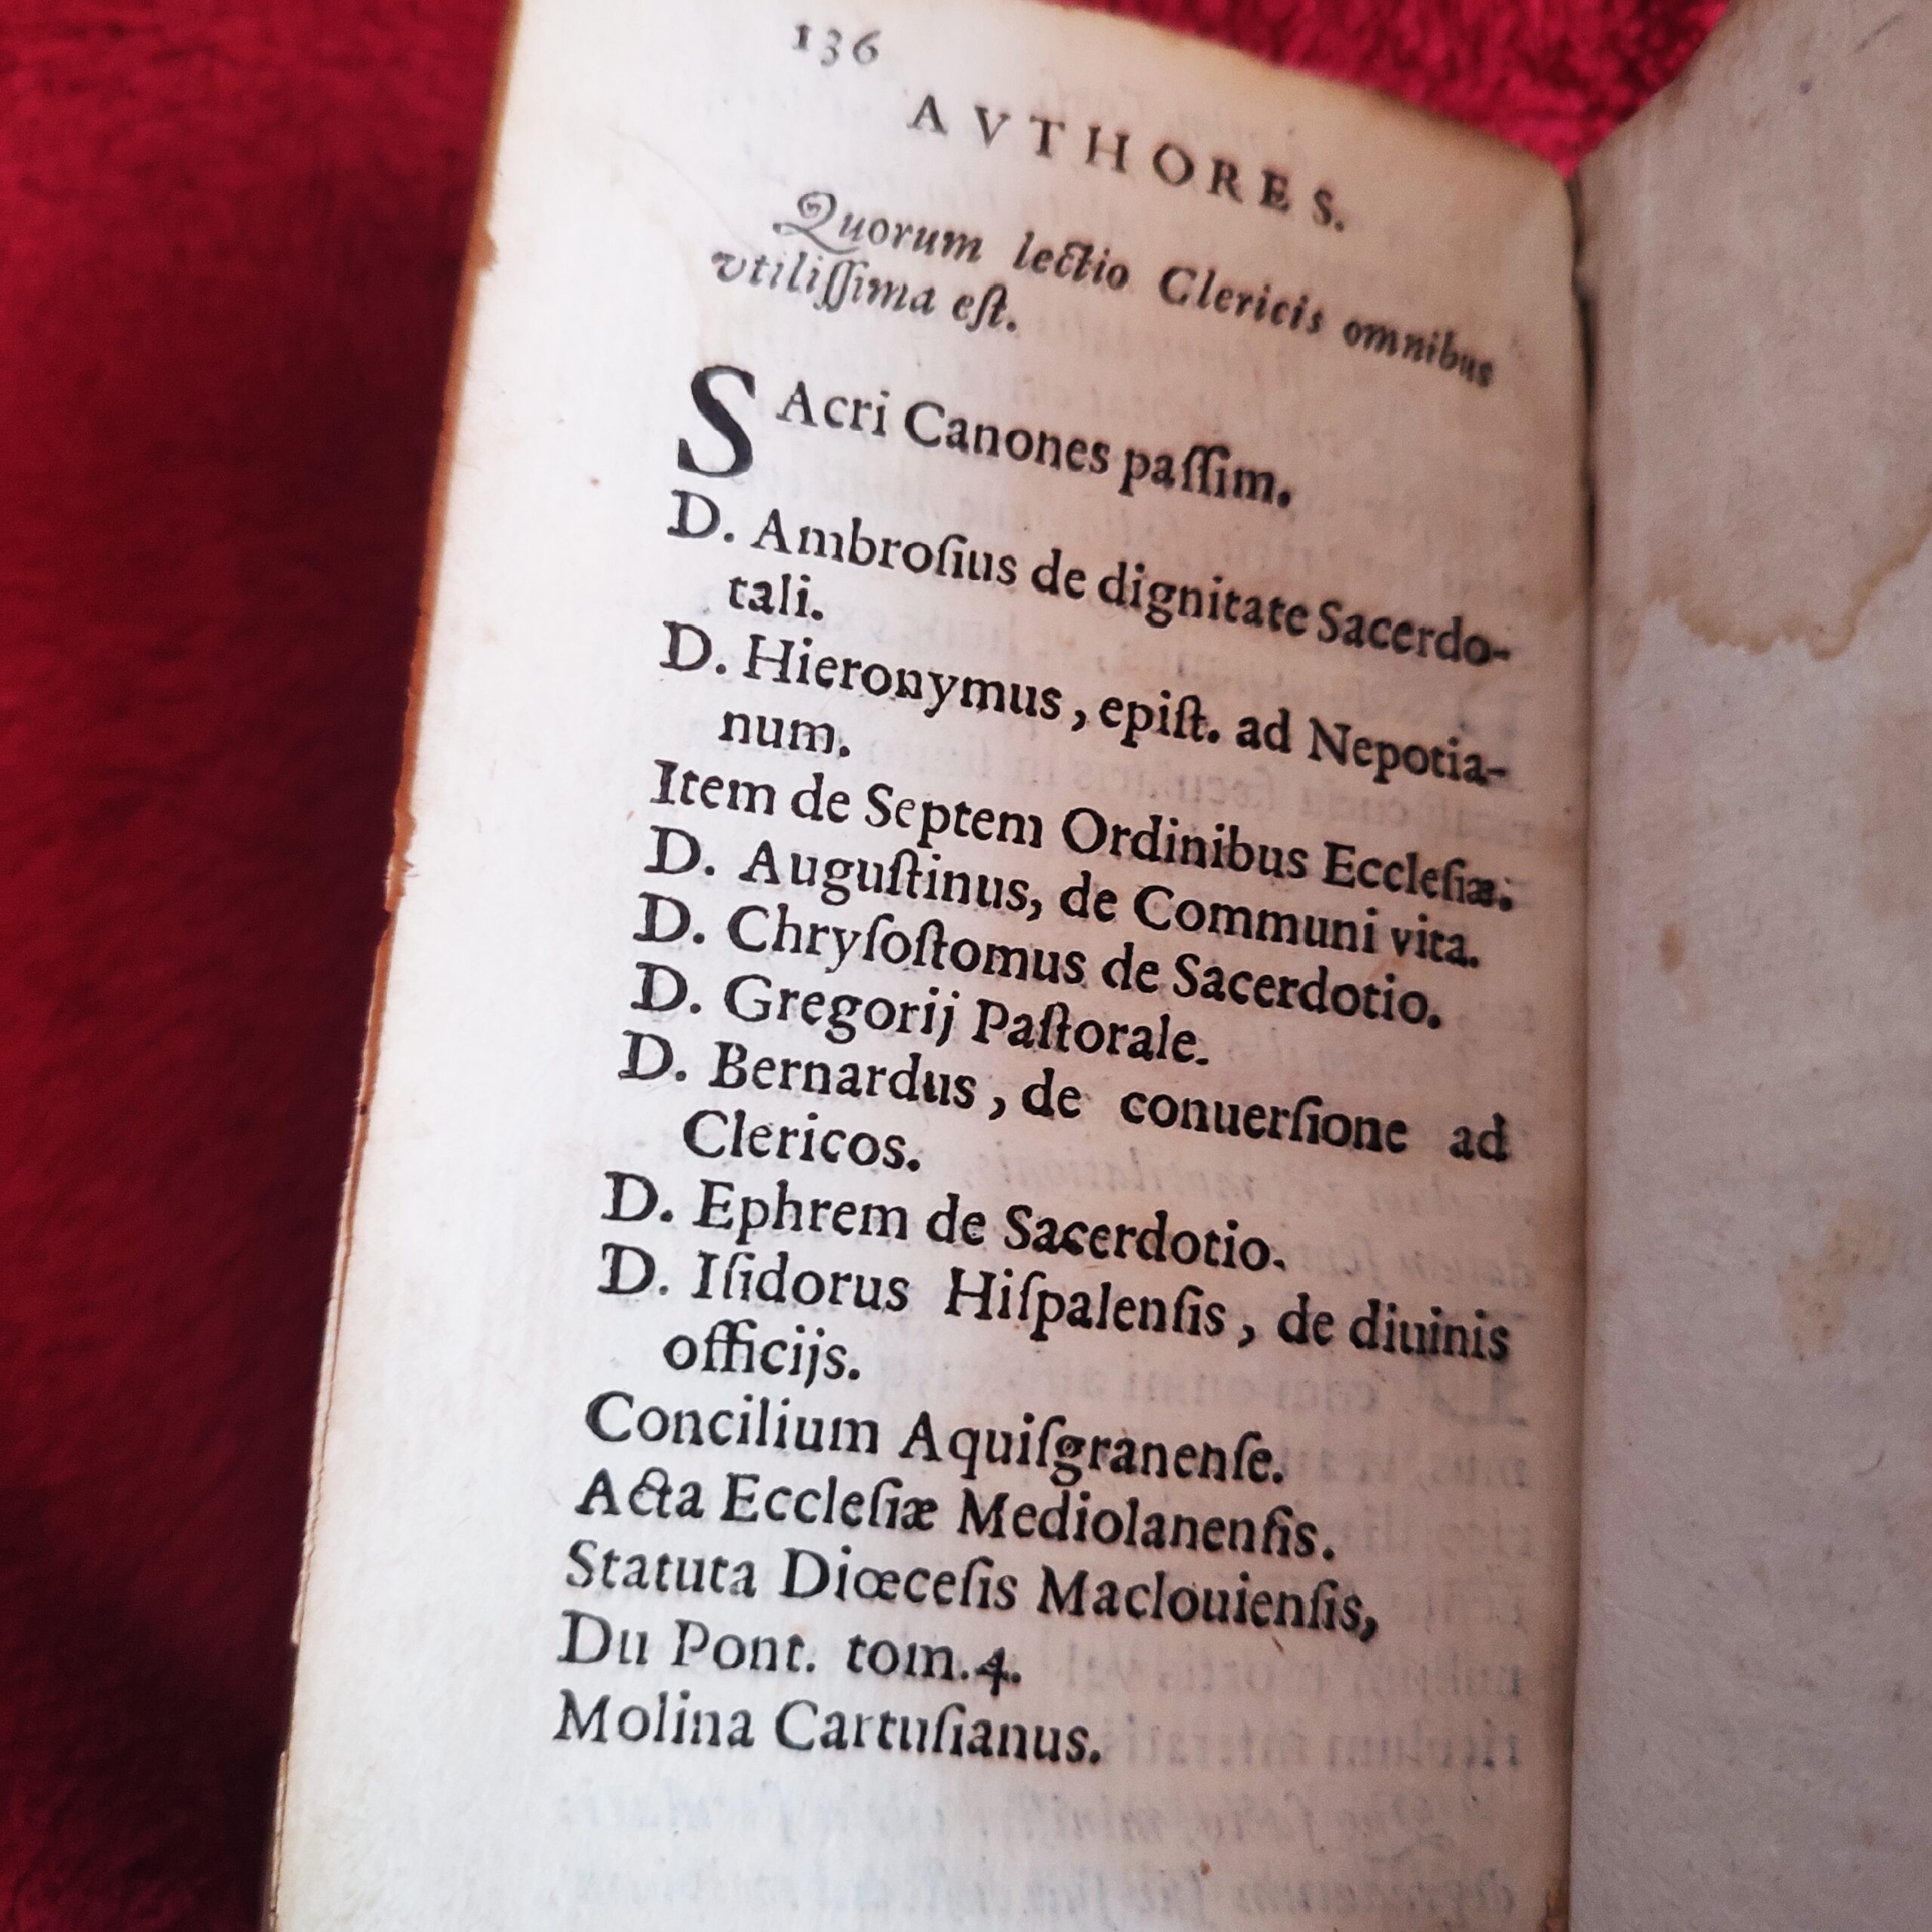 136
AVTHORES.
Quorum lectio Clericis omnibus
vtiliſſima eſt.
SAcri Canones paſſim.
D. Ambroſius de dignitate Sacerdo-
tali.
D. Hieronymus, epiſt. ad Nepotia-
num.
Item de Septem Ordinibus Eccleſiæ.
D. Auguſtinus, de Communi vita.
D. Chryſoſtomus de Sacerdotio.
D. Gregorij Paſtorale.
D. Bernardus, de conuerſione ad
Clericos.
D. Ephrem de Sacerdotio.
D. Iſidorus Hiſpalenſis, de diuinis
officijs.
Concilium Aquiſgranenſe.
Acta Eccleſiæ Mediolanenſis.
Statuta Diœceſis Maclouienſis,
Du Pont. tom.4.
Molina Cartuſianus.